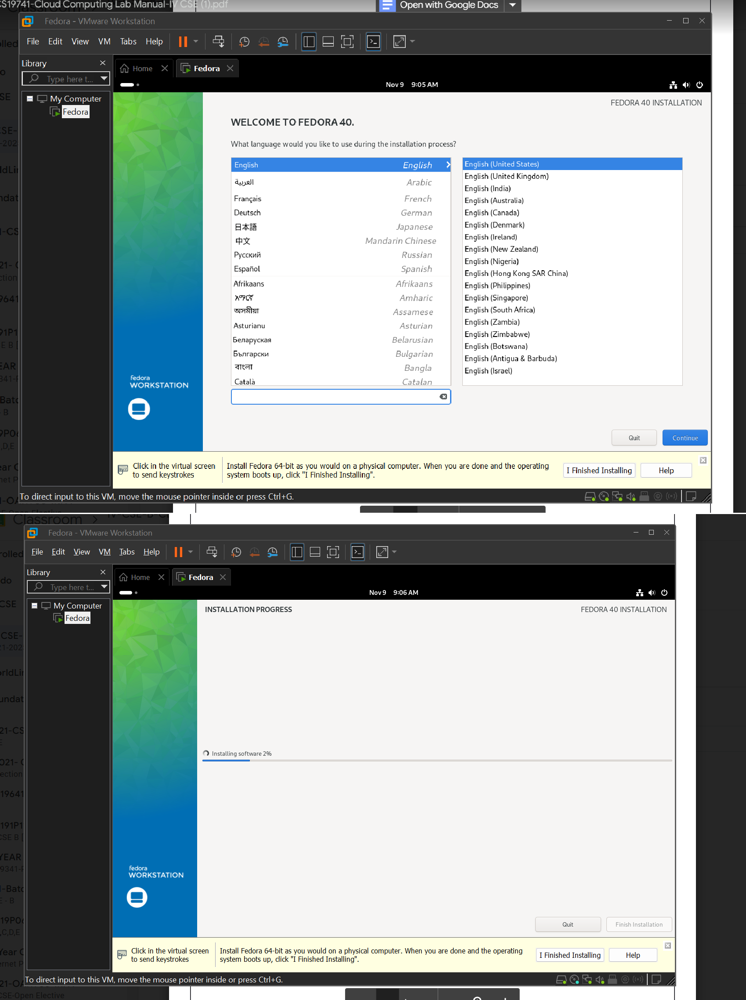 CS19741-Cloud Computing Lab Manual-IV CSE (1).pdf
Open with Google Docs
Fedora - VMware Workstation
File Edit View VM Tabs Help
Library
Type here t...
My Computer
Fedora
Home
Fedora
Nov 9 9:05 AM
FEDORA 40 INSTALLATION
WELCOME TO FEDORA 40.
What language would you like to use during the installation process?
English English
العربية Arabic
Français French
Deutsch German
日本語 Japanese
中文 Mandarin Chinese
Русский Russian
Español Spanish
Afrikaans Afrikaans
አማርኛ Amharic
অসমীয়া Assamese
Asturianu Asturian
Беларуская Belarusian
Български Bulgarian
বাংলা Bangla
Català Catalan
English (United States)
English (United Kingdom)
English (India)
English (Australia)
English (Canada)
English (Denmark)
English (Ireland)
English (New Zealand)
English (Nigeria)
English (Hong Kong SAR China)
English (Philippines)
English (Singapore)
English (South Africa)
English (Zambia)
English (Zimbabwe)
English (Botswana)
English (Antigua & Barbuda)
English (Israel)
fedora
WORKSTATION
Quit
Continue
Click in the virtual screen
to send keystrokes
Install Fedora 64-bit as you would on a physical computer. When you are done and the operating
system boots up, click "I Finished Installing".
I Finished Installing
Help
To direct input to this VM, move the mouse pointer inside or press Ctrl+G.
Classroom
Fedora - VMware Workstation
File Edit View VM Tabs Help
Library
Type here t...
My Computer
Fedora
Home
Fedora
Nov 9 9:06 AM
INSTALLATION PROGRESS
FEDORA 40 INSTALLATION
Installing software 2%
fedora
WORKSTATION
Quit
Finish Installation
Click in the virtual screen
to send keystrokes
Install Fedora 64-bit as you would on a physical computer. When you are done and the operating
system boots up, click "I Finished Installing".
I Finished Installing
Help
To direct input to this VM, move the mouse pointer inside or press Ctrl+G.
CSE-Open Elective